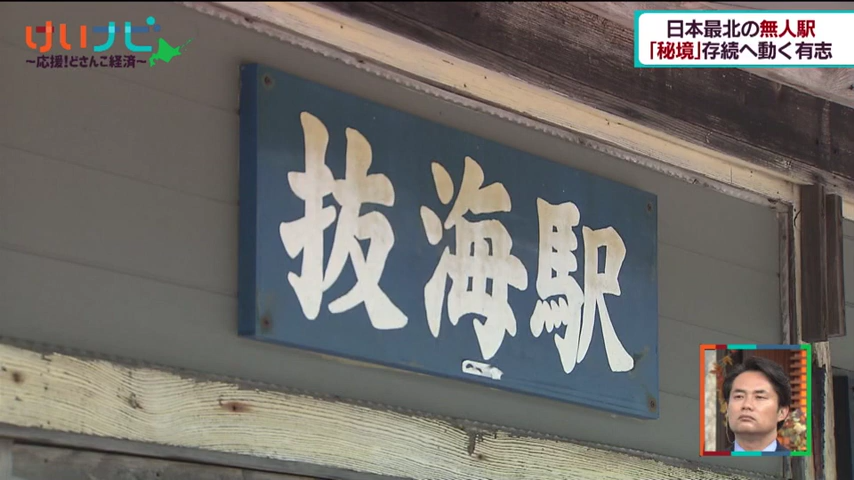 けいナビ
～応援！どさんこ経済～
日本最北の無人駅
「秘境」存続へ動く有志
抜海駅